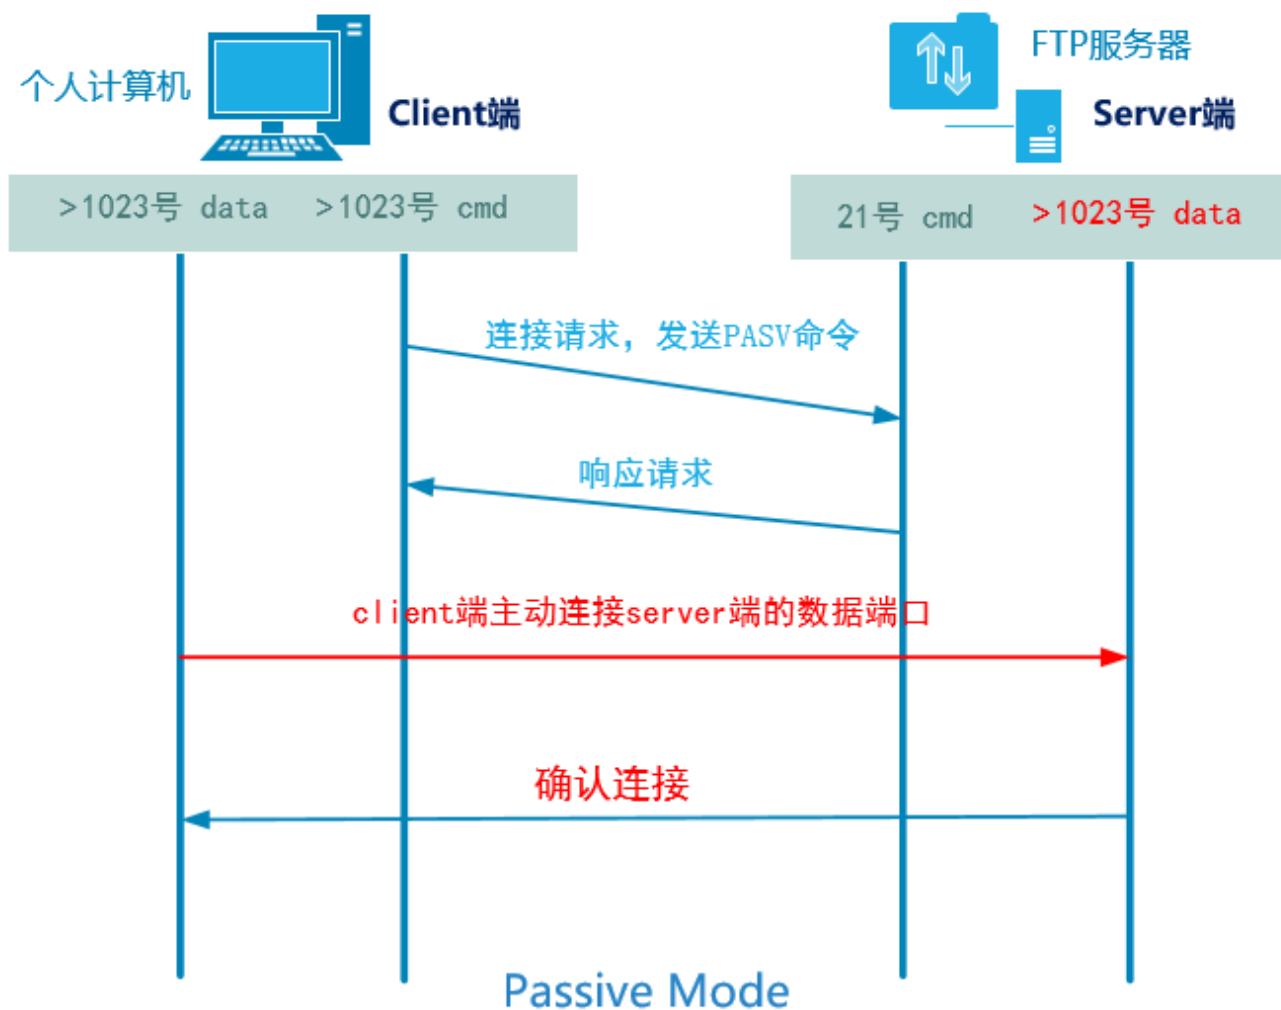 个人计算机
Client端
FTP服务器
Server端
>1023号 data >1023号 cmd
21号 cmd >1023号 data
连接请求，发送PASV命令
响应请求
client端主动连接server端的数据端口
确认连接
Passive Mode